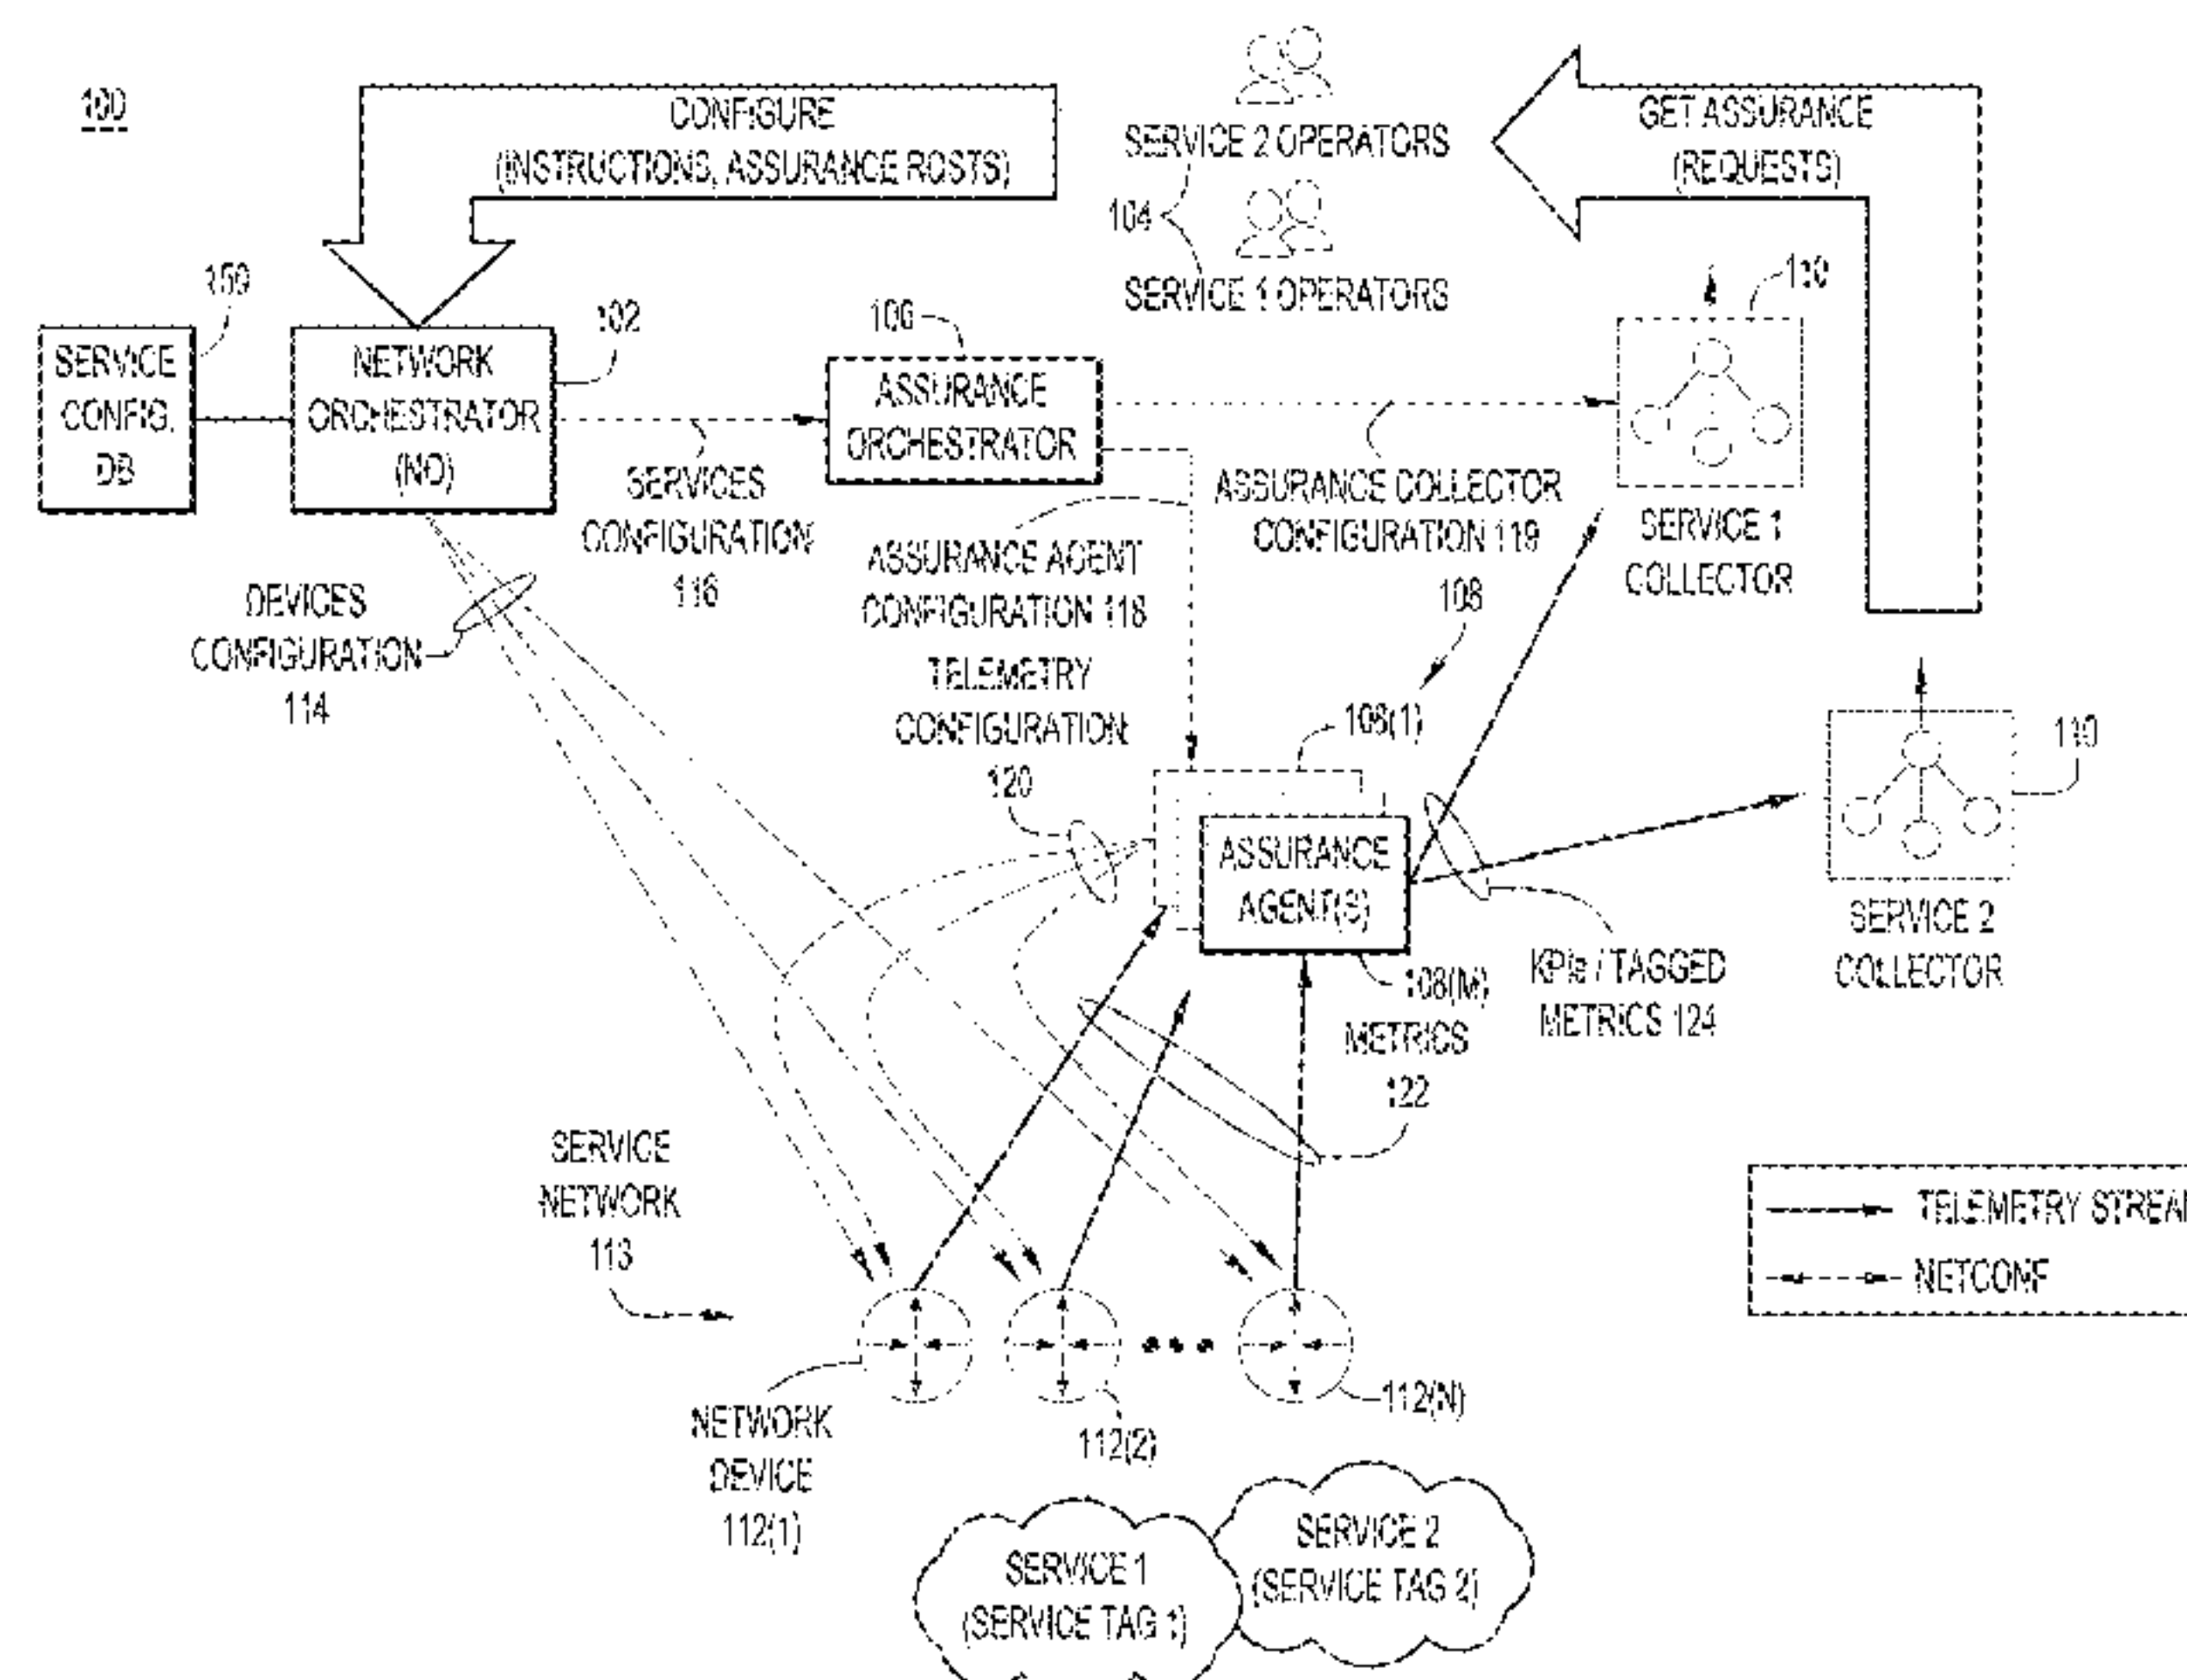 100
CONFIGURE
(INSTRUCTIONS, ASSURANCE RQSTS)
SERVICE 2 OPERATORS
104
SERVICE 1 OPERATORS
GET ASSURANCE
(REQUESTS)
150
SERVICE
CONFIG.
DB
102
NETWORK
ORCHESTRATOR
(NO)
106
ASSURANCE
ORCHESTRATOR
110
SERVICES
CONFIGURATION
116
ASSURANCE COLLECTOR
CONFIGURATION 119
SERVICE 1
COLLECTOR
ASSURANCE AGENT
CONFIGURATION 118
108
DEVICES
CONFIGURATION
114
TELEMETRY
CONFIGURATION
120
108(1)
110
ASSURANCE
AGENT(S)
SERVICE 2
COLLECTOR
108(M)
KPIs / TAGGED
METRICS 124
METRICS
122
SERVICE
NETWORK
113
TELEMETRY STREA
NETCONF
NETWORK
DEVICE
112(1)
112(2)
112(N)
SERVICE 1
(SERVICE TAG 1)
SERVICE 2
(SERVICE TAG 2)